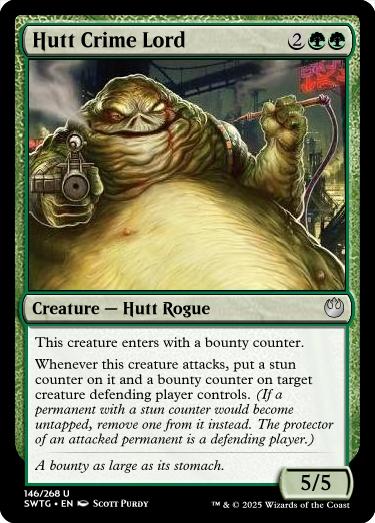 Hutt Crime Lord 2
Creature — Hutt Rogue
This creature enters with a bounty counter.
Whenever this creature attacks, put a stun
counter on it and a bounty counter on target
creature defending player controls. (If a
permanent with a stun counter would become
untapped, remove one from it instead. The protector
of an attacked permanent is a defending player.)
A bounty as large as its stomach.
5/5
146/268 U
SWTG • EN Scott Purdy
™ & © 2025 Wizards of the Coast